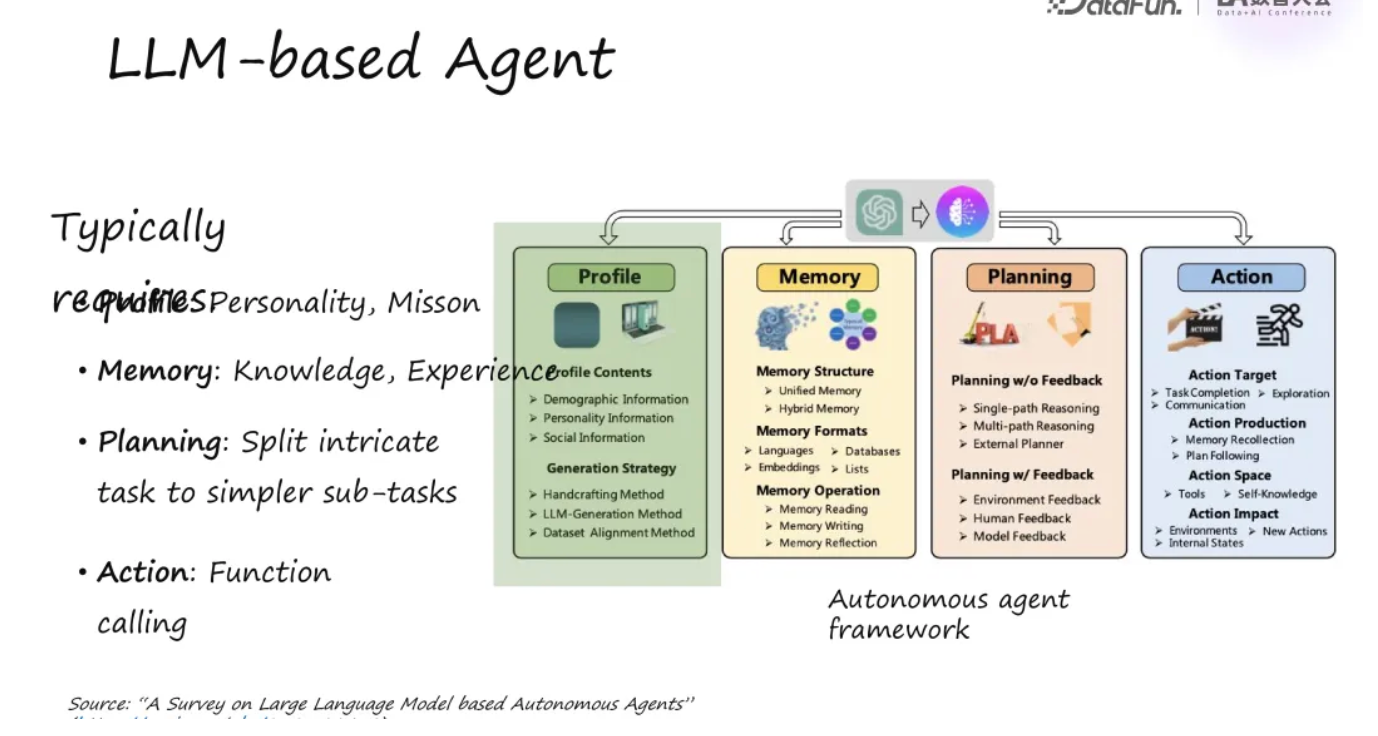 DataFun.
Data+AI Conference
LLM-based Agent
Typically
requires:
• Profile: Personality, Misson
• Memory: Knowledge, Experience
• Planning: Split intricate
task to simpler sub-tasks
• Action: Function
calling
Profile
Profile Contents
➢ Demographic Information
➢ Personality Information
➢ Social Information
Generation Strategy
➢ Handcrafting Method
➢ LLM-Generation Method
➢ Dataset Alignment Method
Memory
Memory Structure
➢ Unified Memory
➢ Hybrid Memory
Memory Formats
➢ Languages ➢ Databases
➢ Embeddings ➢ Lists
Memory Operation
➢ Memory Reading
➢ Memory Writing
➢ Memory Reflection
Planning
PLA
Planning w/o Feedback
➢ Single-path Reasoning
➢ Multi-path Reasoning
➢ External Planner
Planning w/ Feedback
➢ Environment Feedback
➢ Human Feedback
➢ Model Feedback
Action
ACTION!
Action Target
➢ Task Completion ➢ Exploration
➢ Communication
Action Production
➢ Memory Recollection
➢ Plan Following
Action Space
➢ Tools ➢ Self-Knowledge
Action Impact
➢ Environments ➢ New Actions
➢ Internal States
Autonomous agent
framework
Source: “A Survey on Large Language Model based Autonomous Agents”